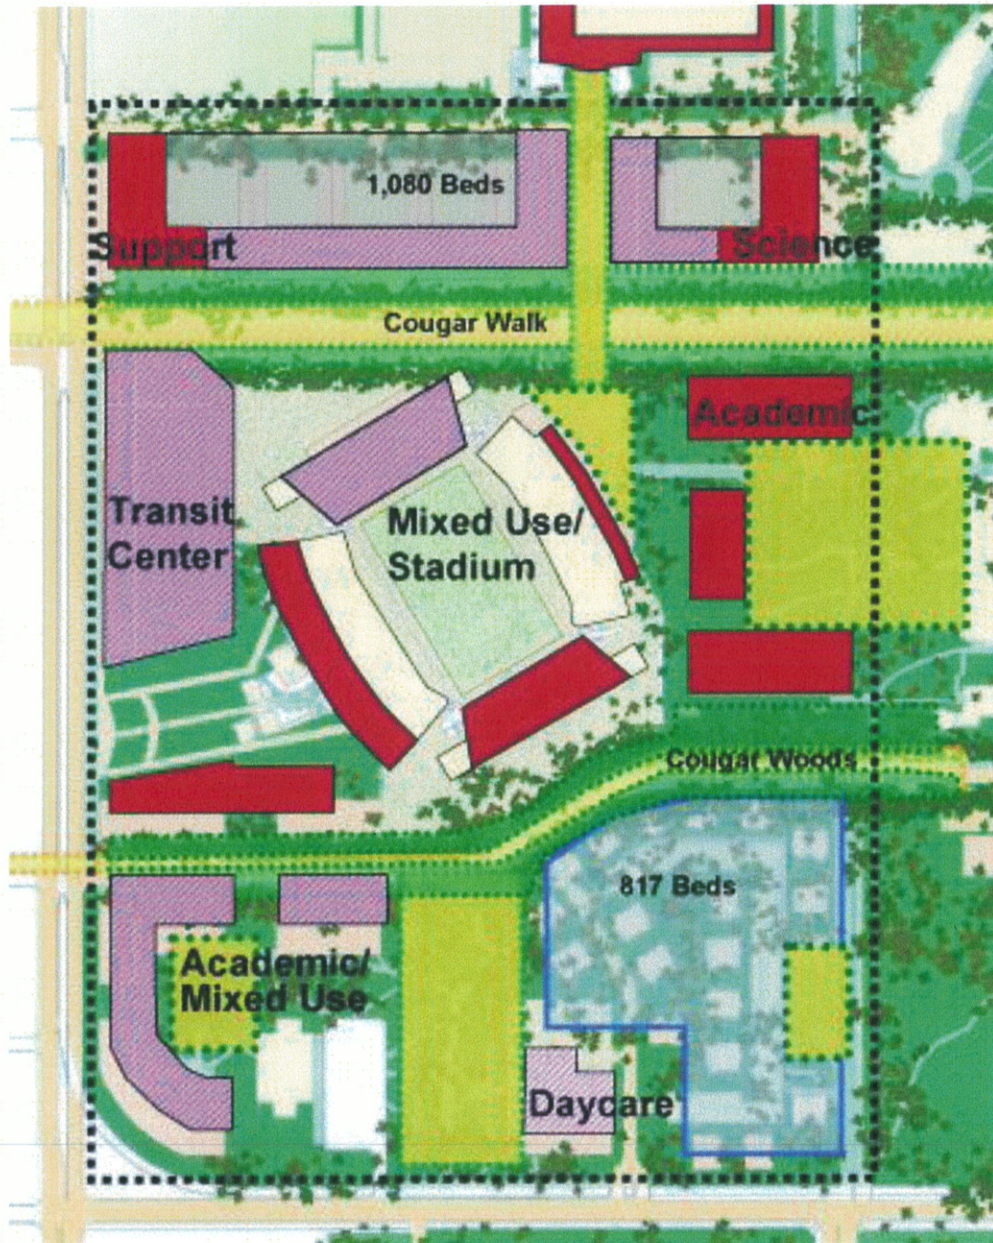 1,080 Beds
Support
Science
Cougar Walk
Academic
Transit
Center
Mixed Use/
Stadium
Cougar Woods
817 Beds
Academic/
Mixed Use
Daycare